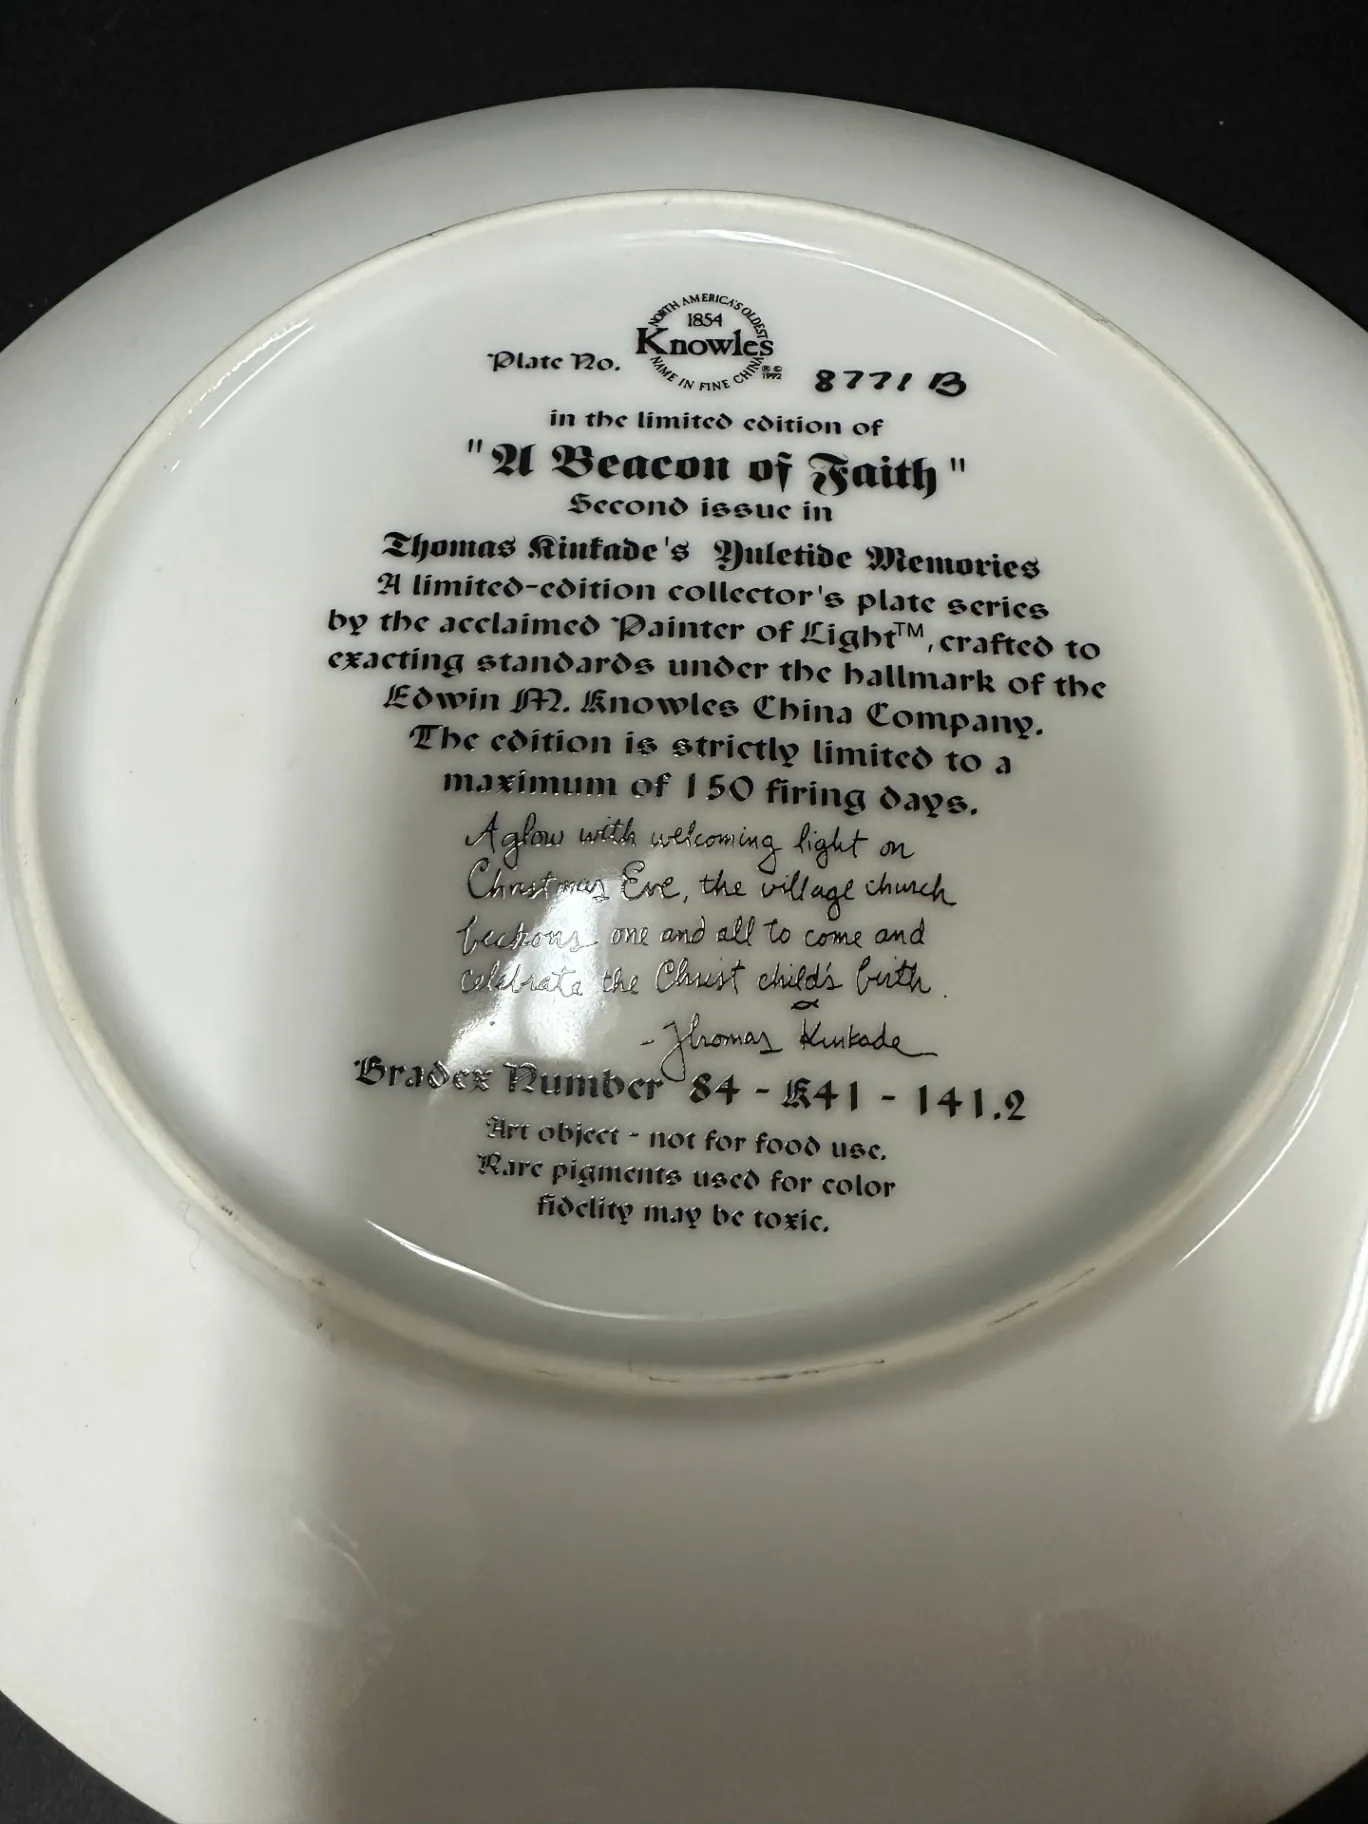 NORTH AMERICA'S OLDEST
1854
Knowles
NAME IN FINE CHINA
1992
Plate No. 8771 B
in the limited edition of
"A Beacon of Faith"
Second issue in
Thomas Kinkade's Yuletide Memories
A limited-edition collector's plate series
by the acclaimed Painter of Light™, crafted to
exacting standards under the hallmark of the
Edwin M. Knowles China Company.
The edition is strictly limited to a
maximum of 150 firing days.
Aglow with welcoming light on
Christmas Eve, the village church
beckons one and all to come and
celebrate the Christ child's birth.
- Thomas Kinkade
Bradex Number 84 - K41 - 141.2
Art object - not for food use.
Rare pigments used for color
fidelity may be toxic.